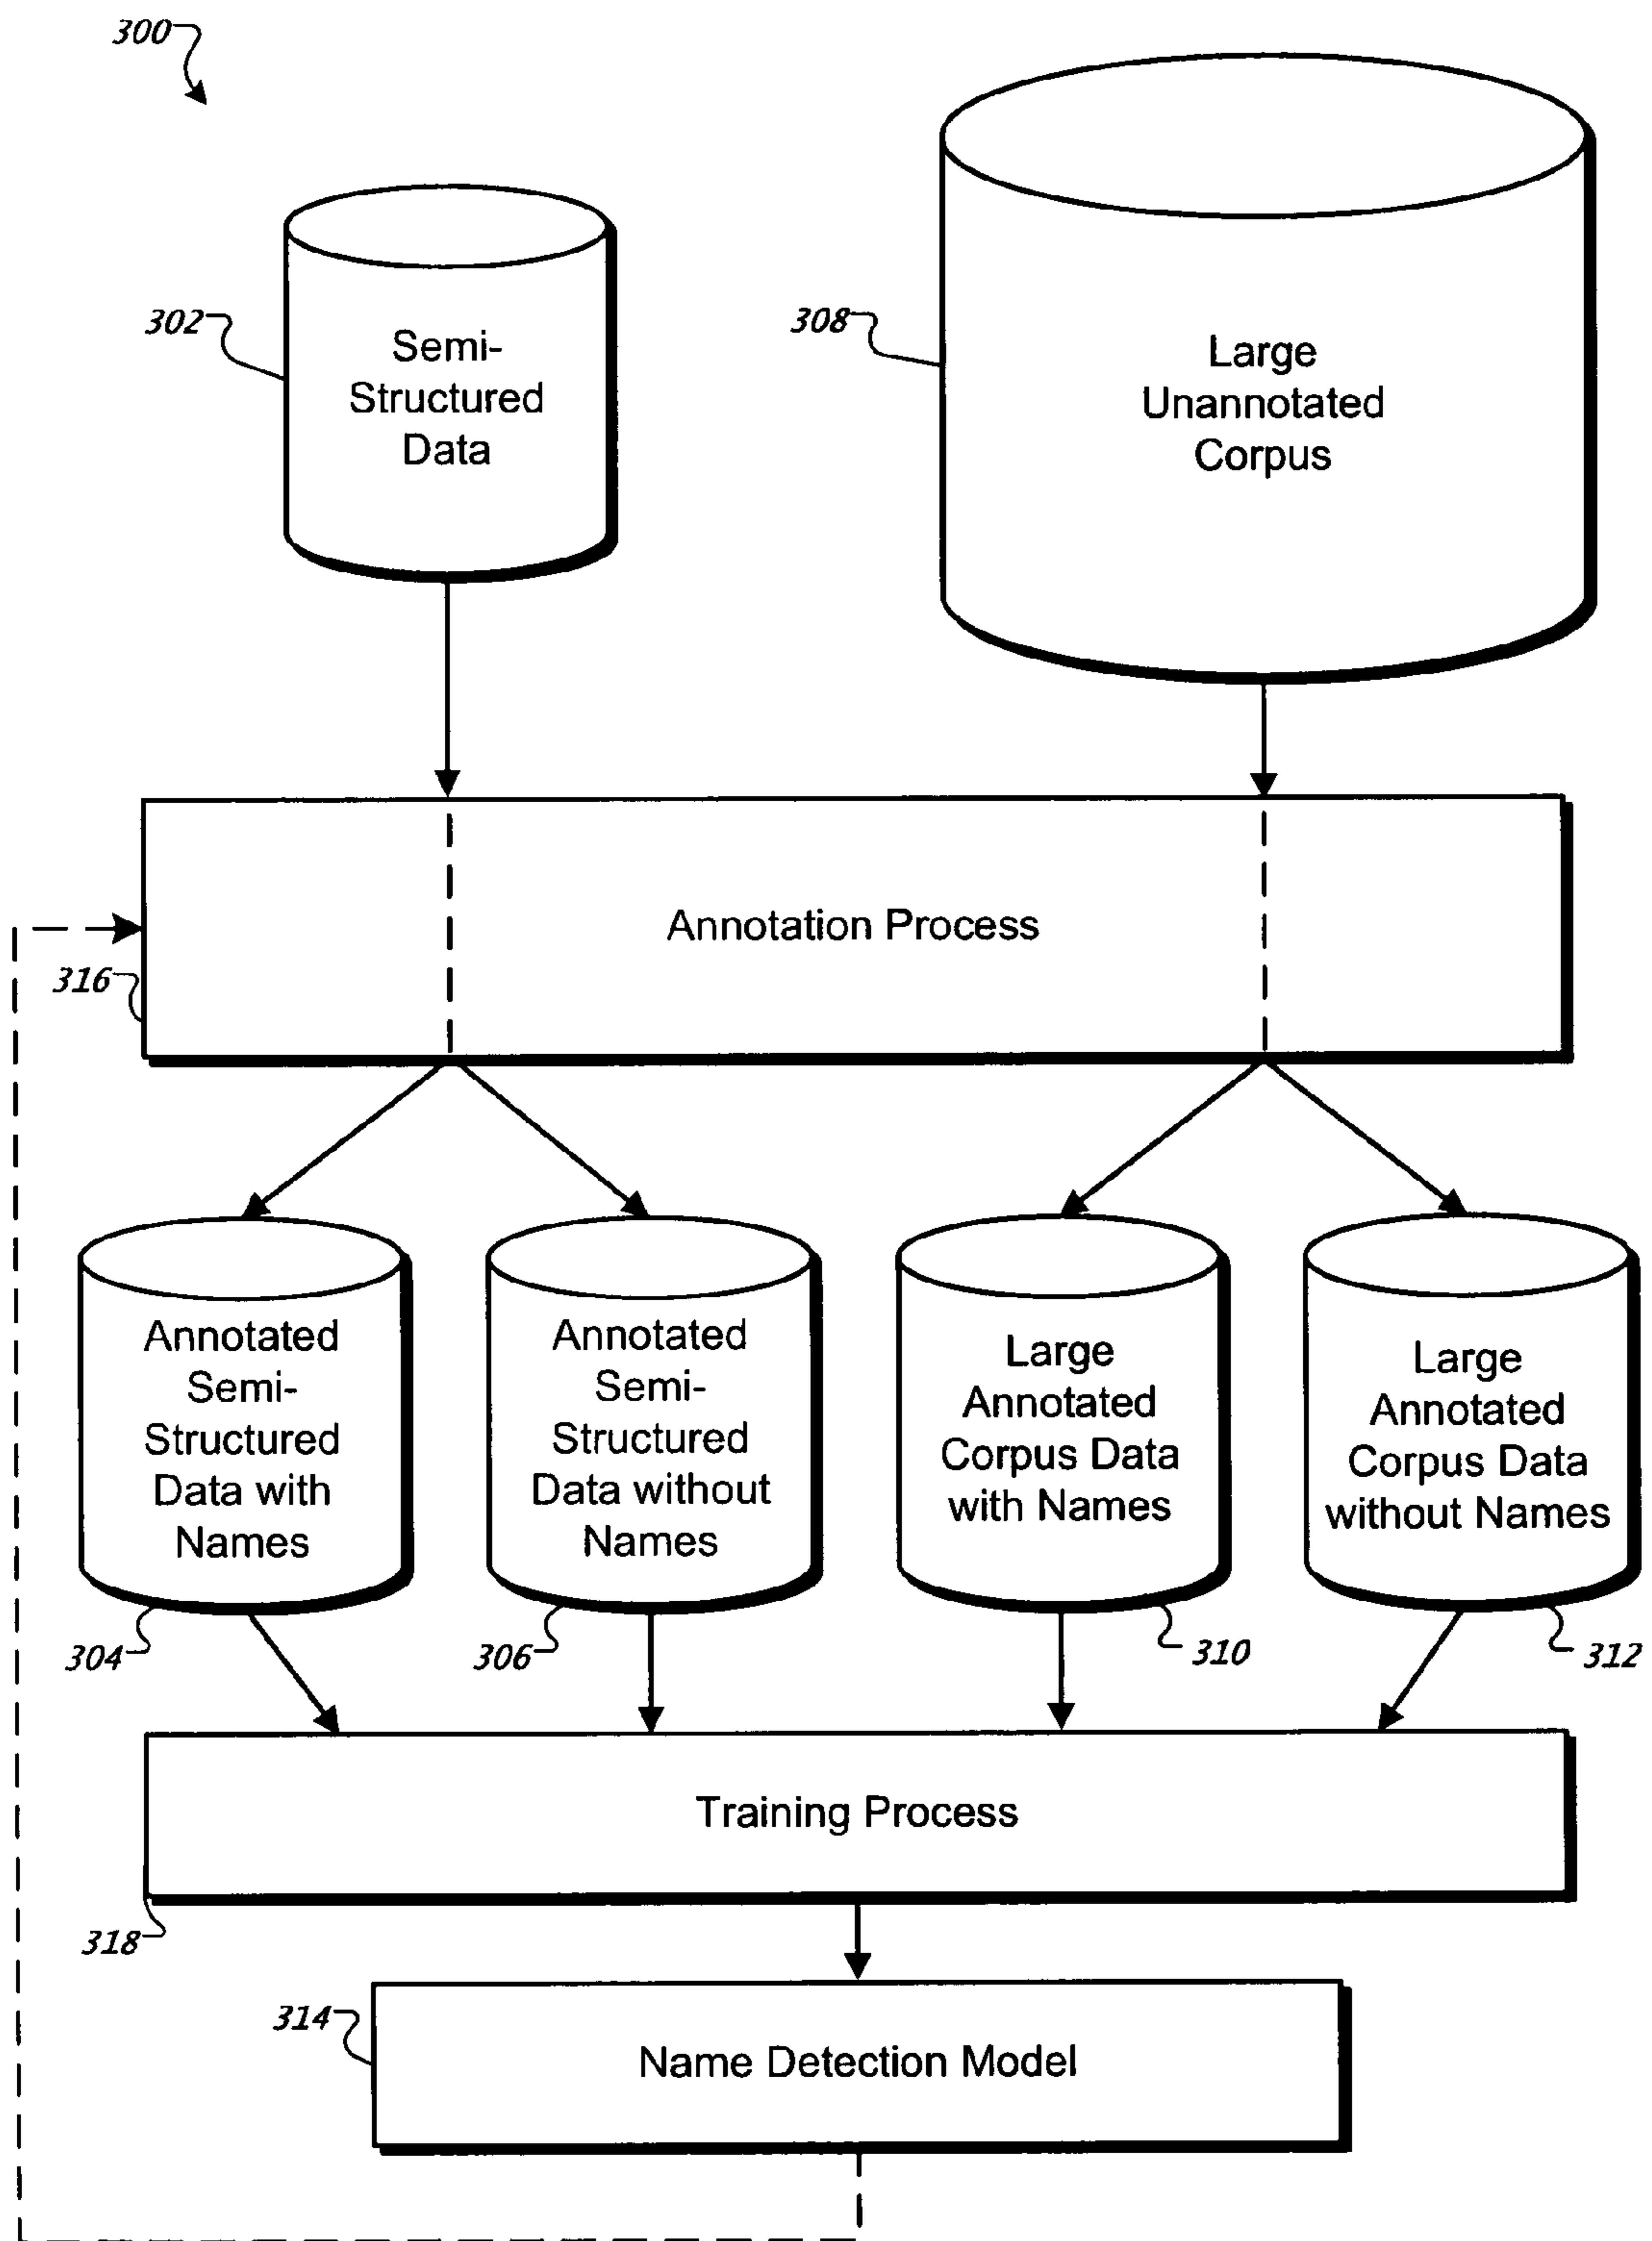 300
302
Semi-
Structured
Data
308
Large
Unannotated
Corpus
Annotation Process
316
Annotated
Semi-
Structured
Data with
Names
Annotated
Semi-
Structured
Data without
Names
Large
Annotated
Corpus Data
with Names
Large
Annotated
Corpus Data
without Names
304
306
310
312
Training Process
318
314
Name Detection Model